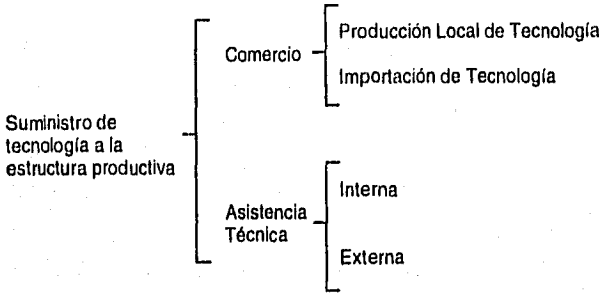 Suministro de
tecnología a la
estructura productiva
Comercio
Producción Local de Tecnología
Importación de Tecnología
Asistencia
Técnica
Interna
Externa